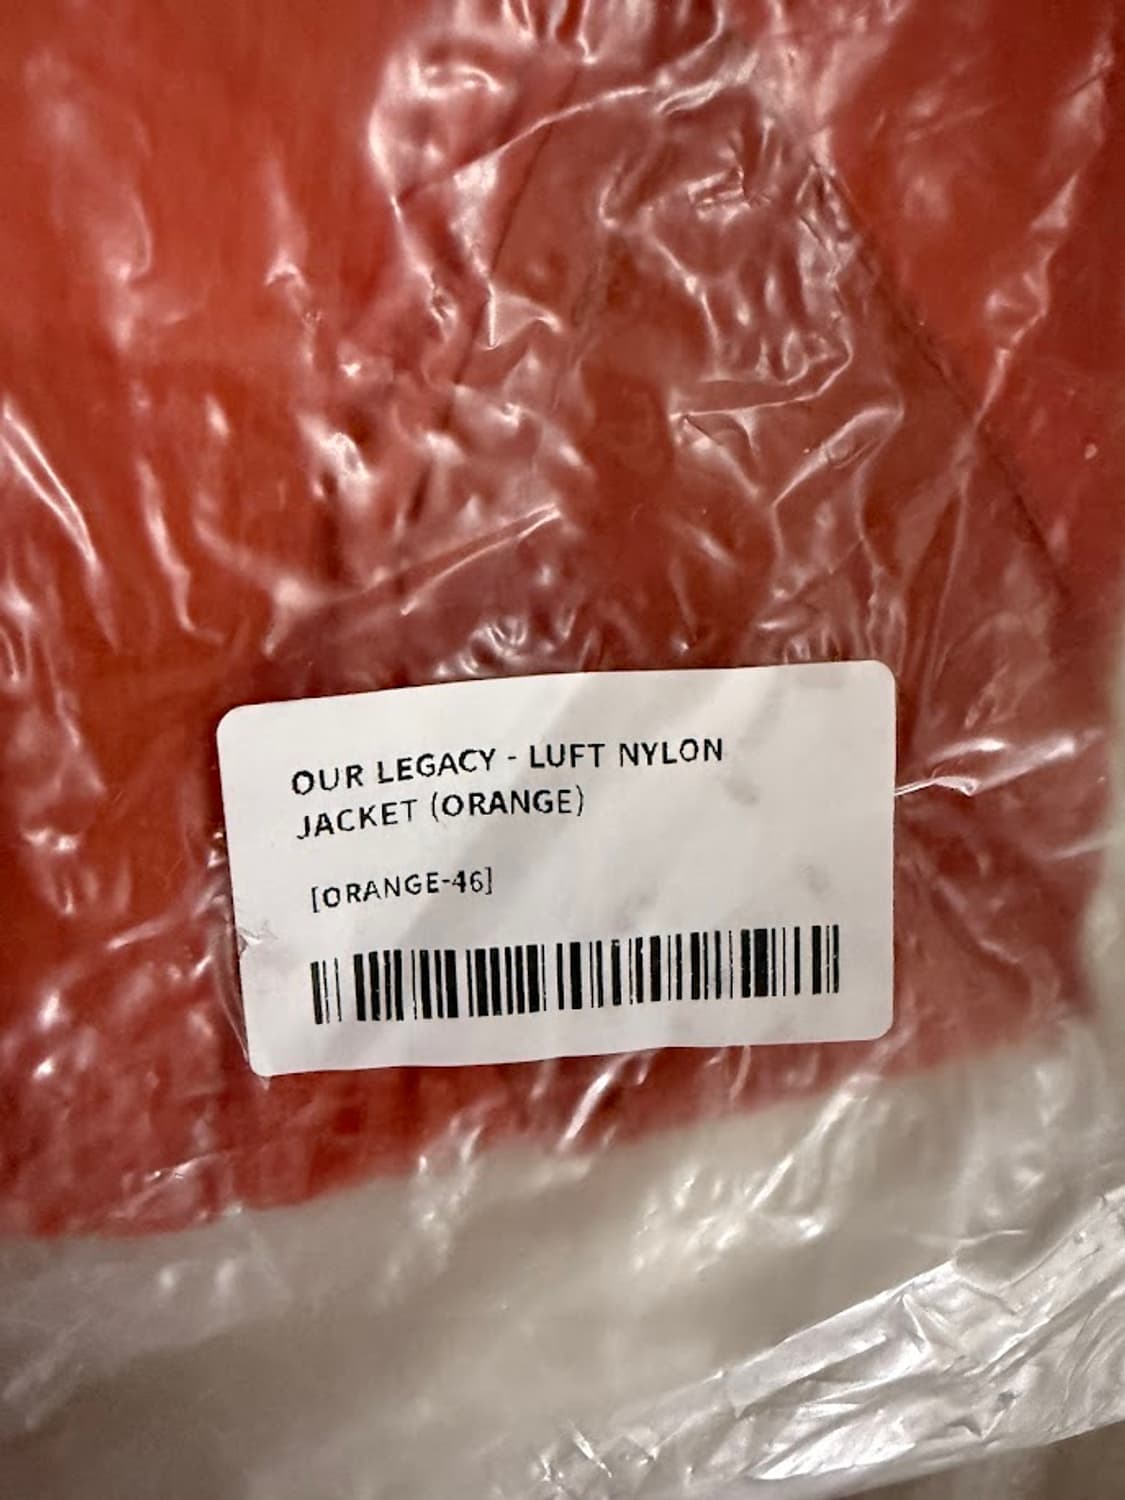 OUR LEGACY - LUFT NYLON
JACKET (ORANGE)
[ORANGE-46]